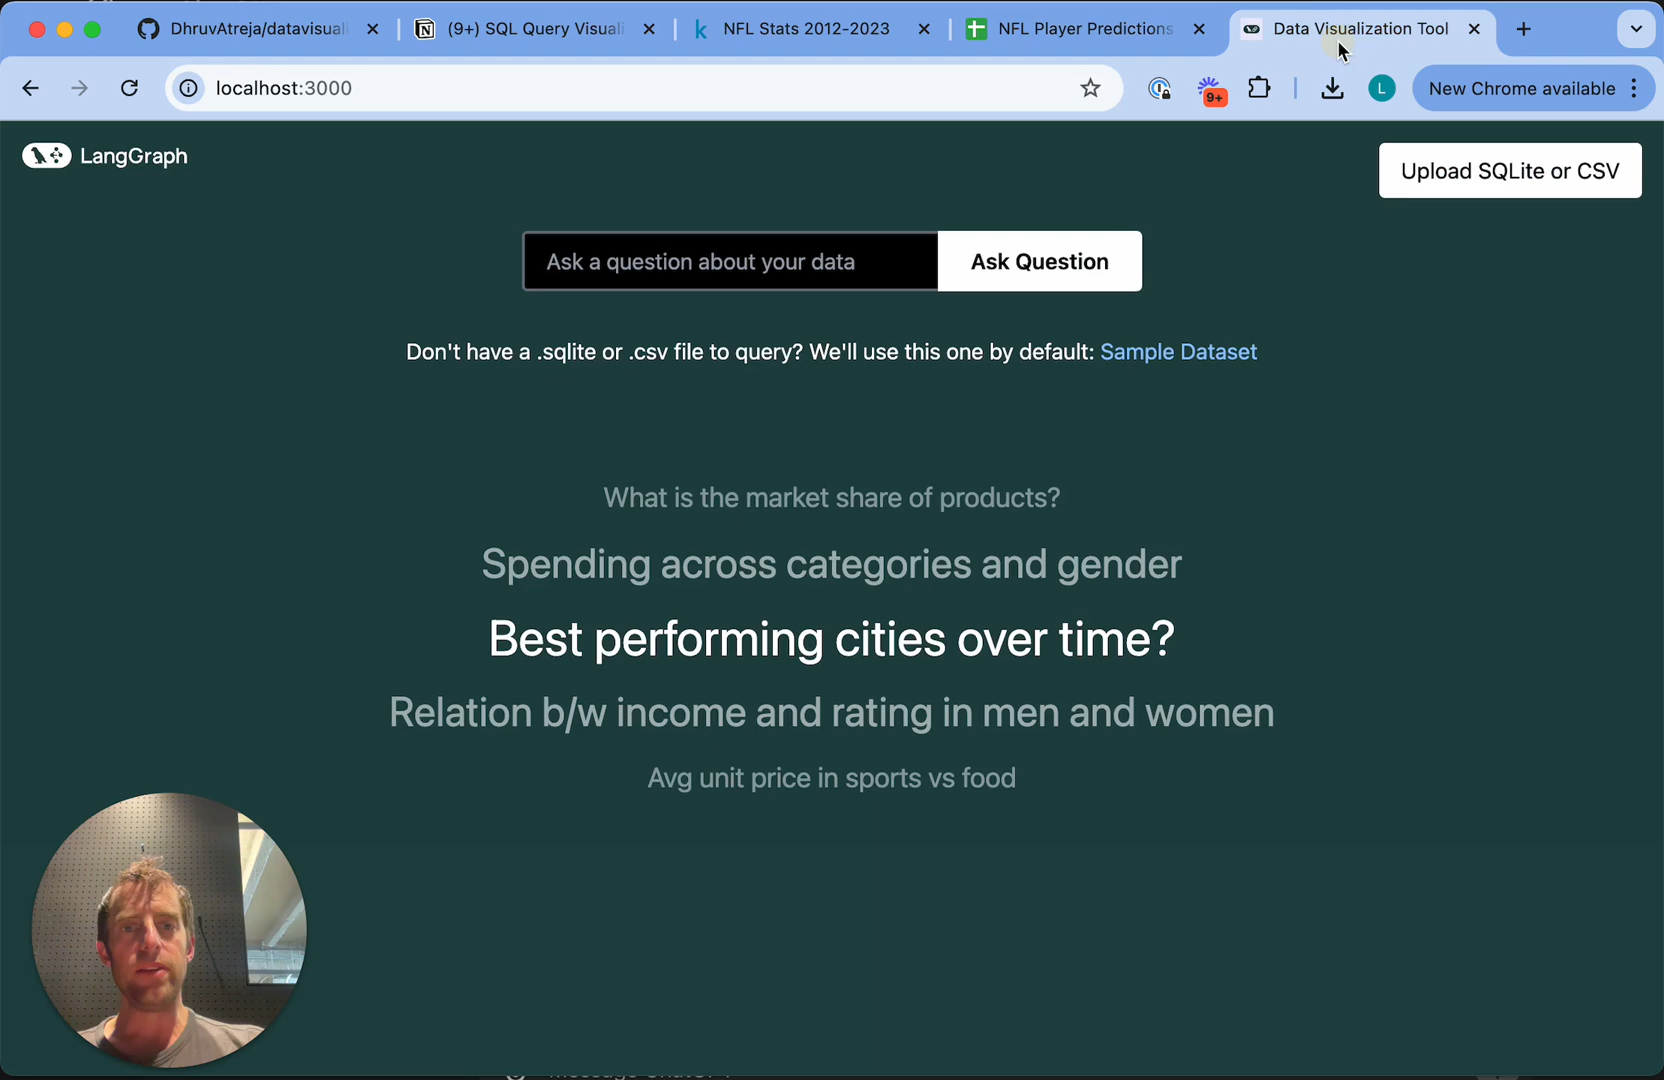 DhruvAtreja/datavisuali
(9+) SQL Query Visuali
NFL Stats 2012-2023
NFL Player Predictions
Data Visualization Tool
localhost:3000
9+
L
New Chrome available
LangGraph
Upload SQLite or CSV
Ask a question about your data
Ask Question
Don't have a .sqlite or .csv file to query? We'll use this one by default: Sample Dataset
What is the market share of products?
Spending across categories and gender
Best performing cities over time?
Relation b/w income and rating in men and women
Avg unit price in sports vs food